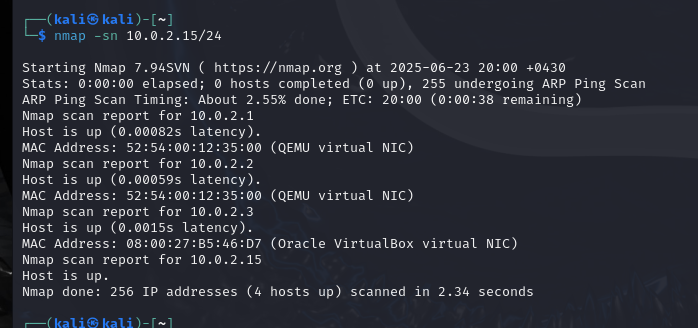 ┌──(kali㉿kali)-[~]
└─$ nmap -sn 10.0.2.15/24
Starting Nmap 7.94SVN ( https://nmap.org ) at 2025-06-23 20:00 +0430
Stats: 0:00:00 elapsed; 0 hosts completed (0 up), 255 undergoing ARP Ping Scan
ARP Ping Scan Timing: About 2.55% done; ETC: 20:00 (0:00:38 remaining)
Nmap scan report for 10.0.2.1
Host is up (0.00082s latency).
MAC Address: 52:54:00:12:35:00 (QEMU virtual NIC)
Nmap scan report for 10.0.2.2
Host is up (0.00059s latency).
MAC Address: 52:54:00:12:35:00 (QEMU virtual NIC)
Nmap scan report for 10.0.2.3
Host is up (0.0015s latency).
MAC Address: 08:00:27:B5:46:D7 (Oracle VirtualBox virtual NIC)
Nmap scan report for 10.0.2.15
Host is up.
Nmap done: 256 IP addresses (4 hosts up) scanned in 2.34 seconds
┌──(kali㉿kali)-[~]